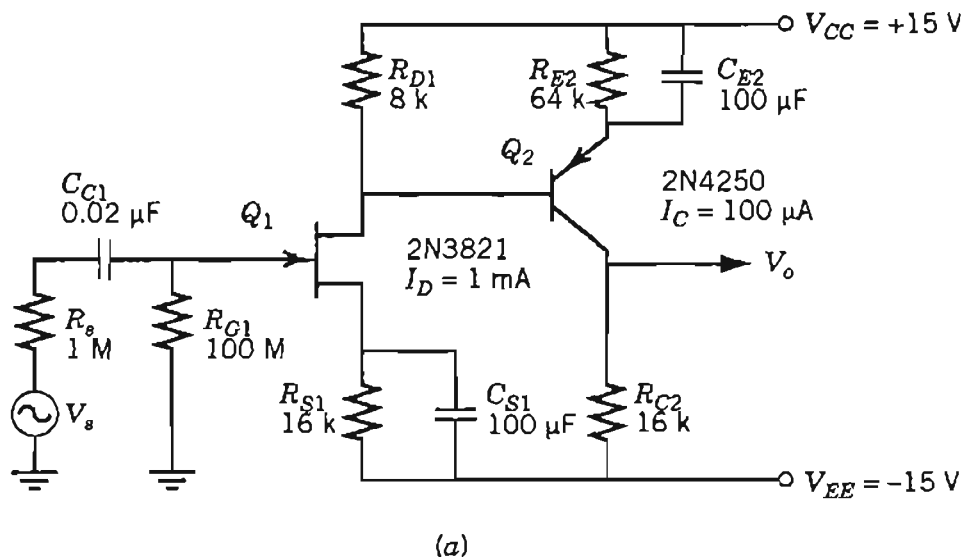 V_CC = +15 V
R_D1
8 k
R_E2
64 k
C_E2
100 µF
Q_2
2N4250
I_C = 100 µA
C_C1
0.02 µF
Q_1
2N3821
I_D = 1 mA
V_o
R_s
1 M
R_G1
100 M
V_s
R_S1
16 k
C_S1
100 µF
R_C2
16 k
V_EE = -15 V
(a)